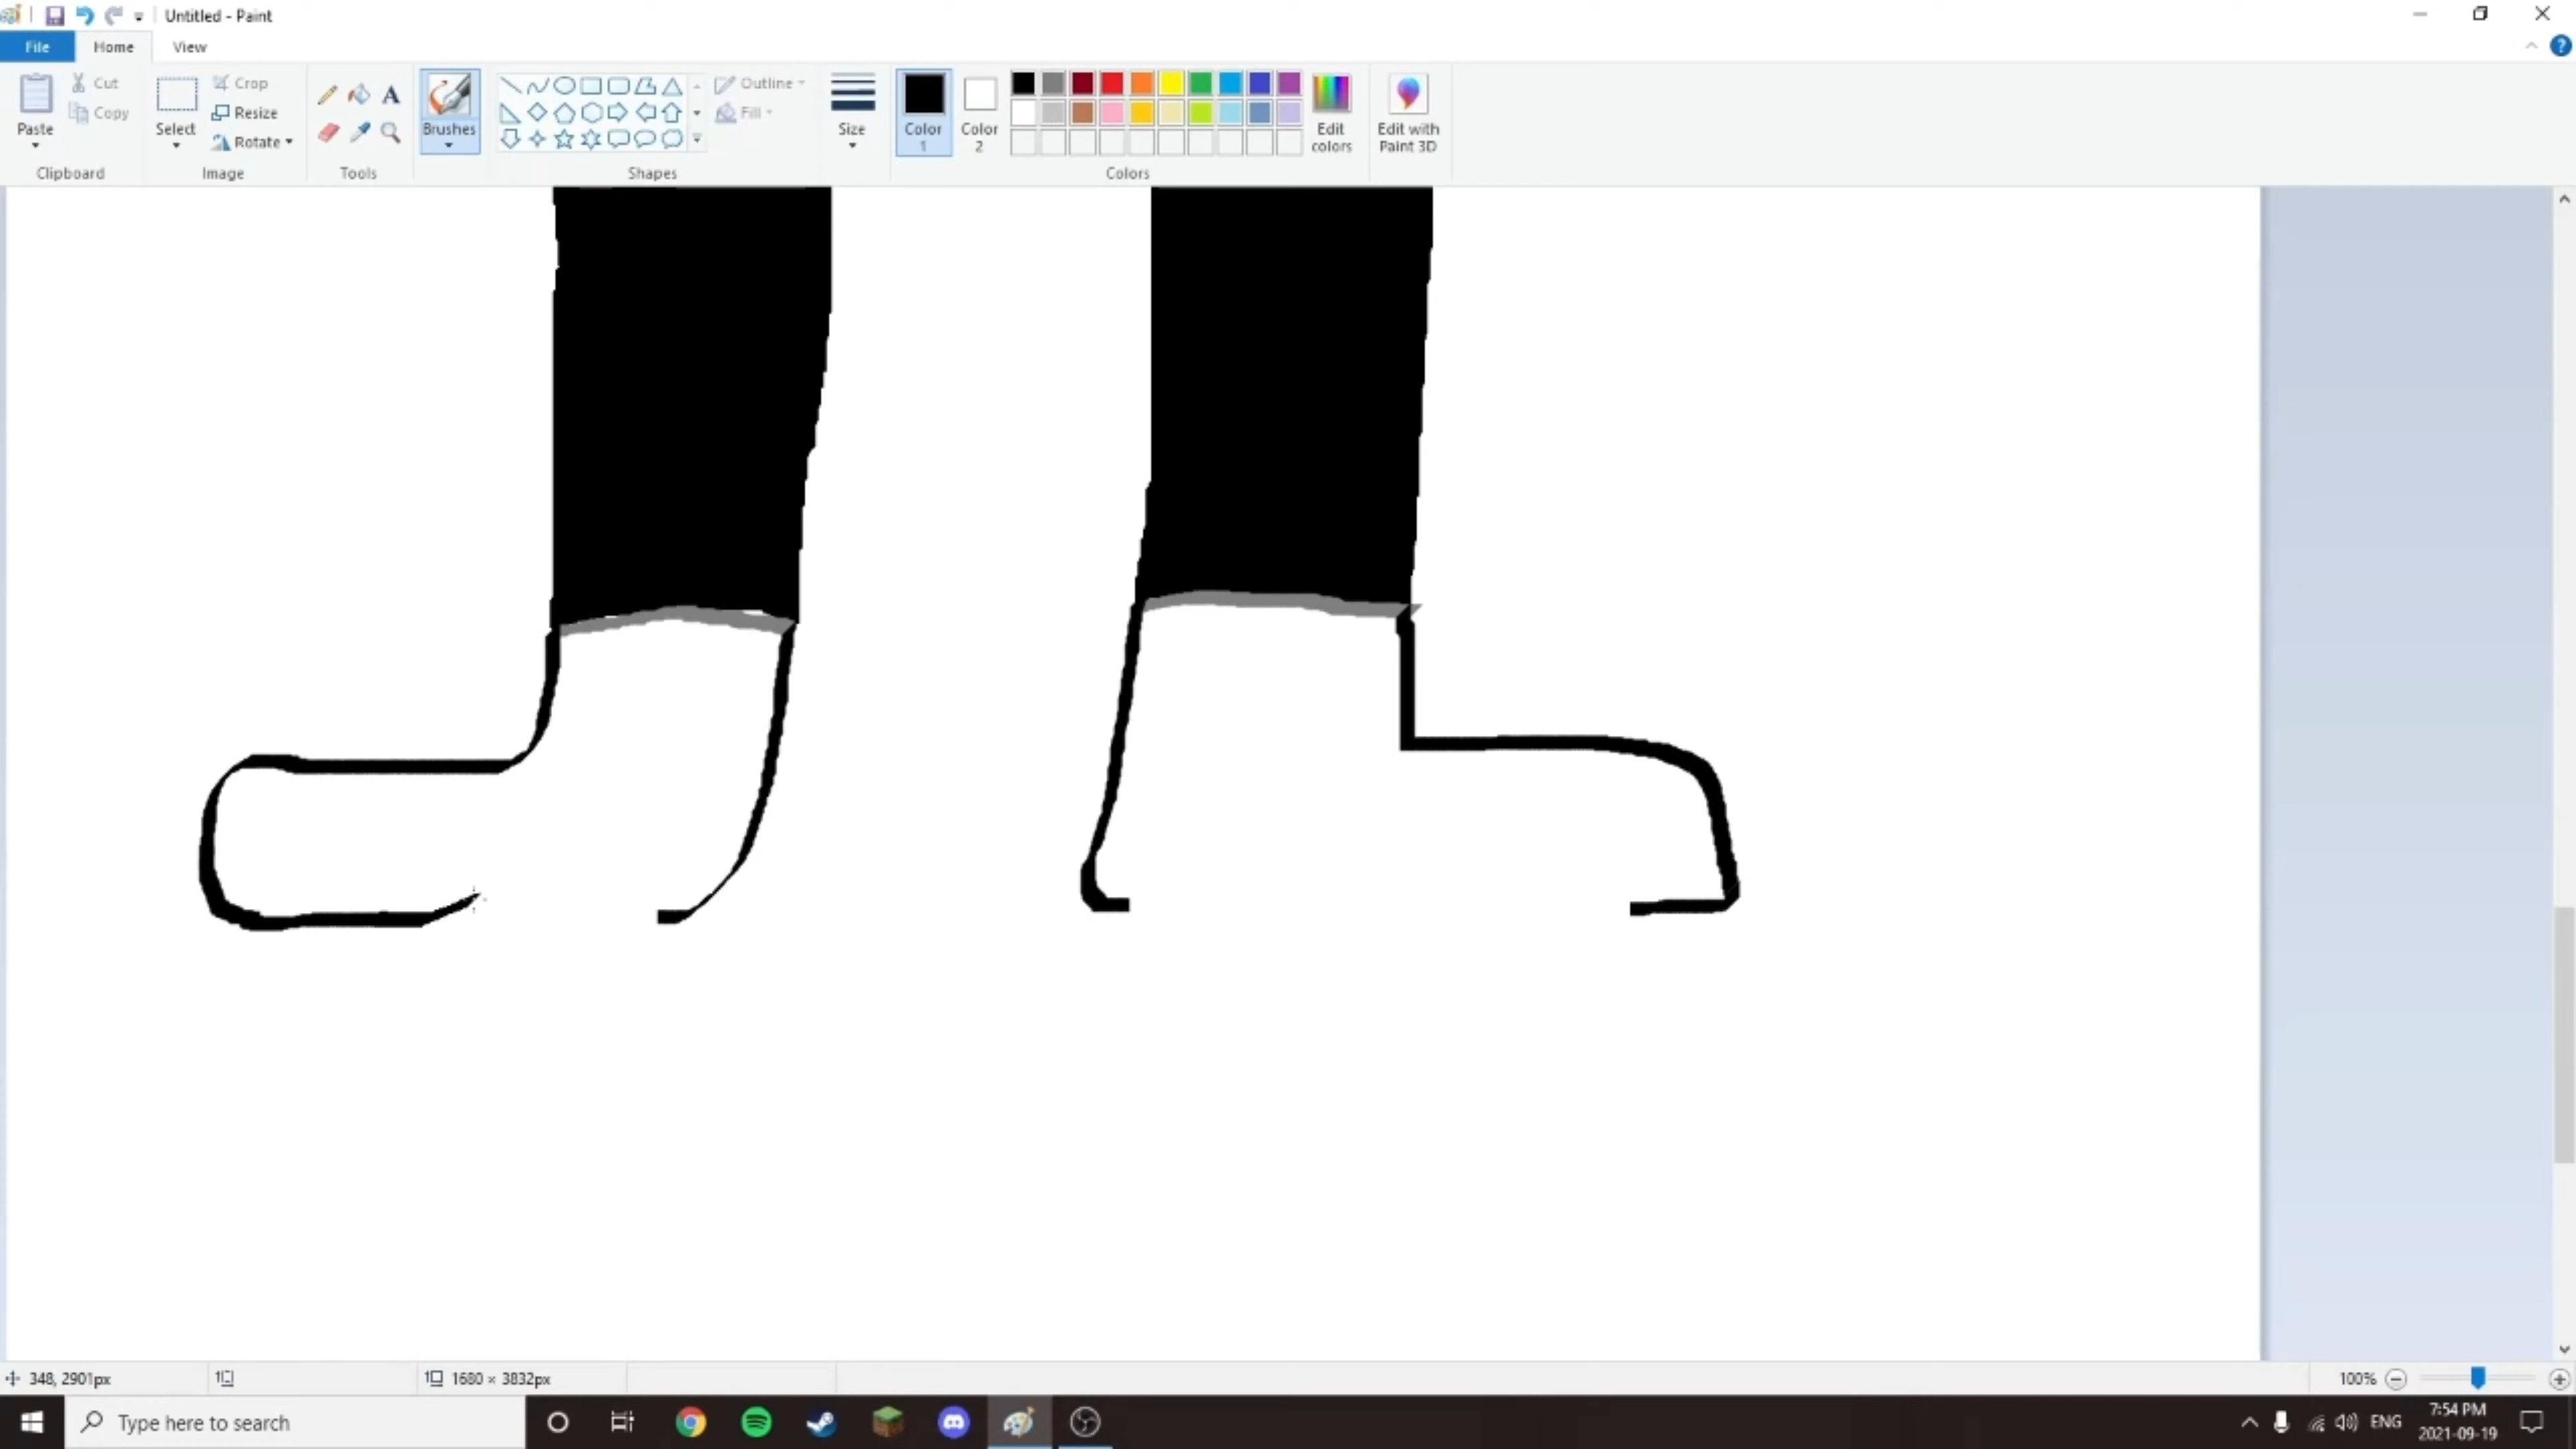 Untitled - Paint
File Home View
Paste Cut Copy Select Crop Resize Rotate A Brushes Outline Fill Size Color 1 Color 2 Edit colors Edit with Paint 3D
Clipboard Image Tools Shapes Colors
348, 2901px 1680 × 3832px 100%
Type here to search ENG 7:54 PM
2021-09-19